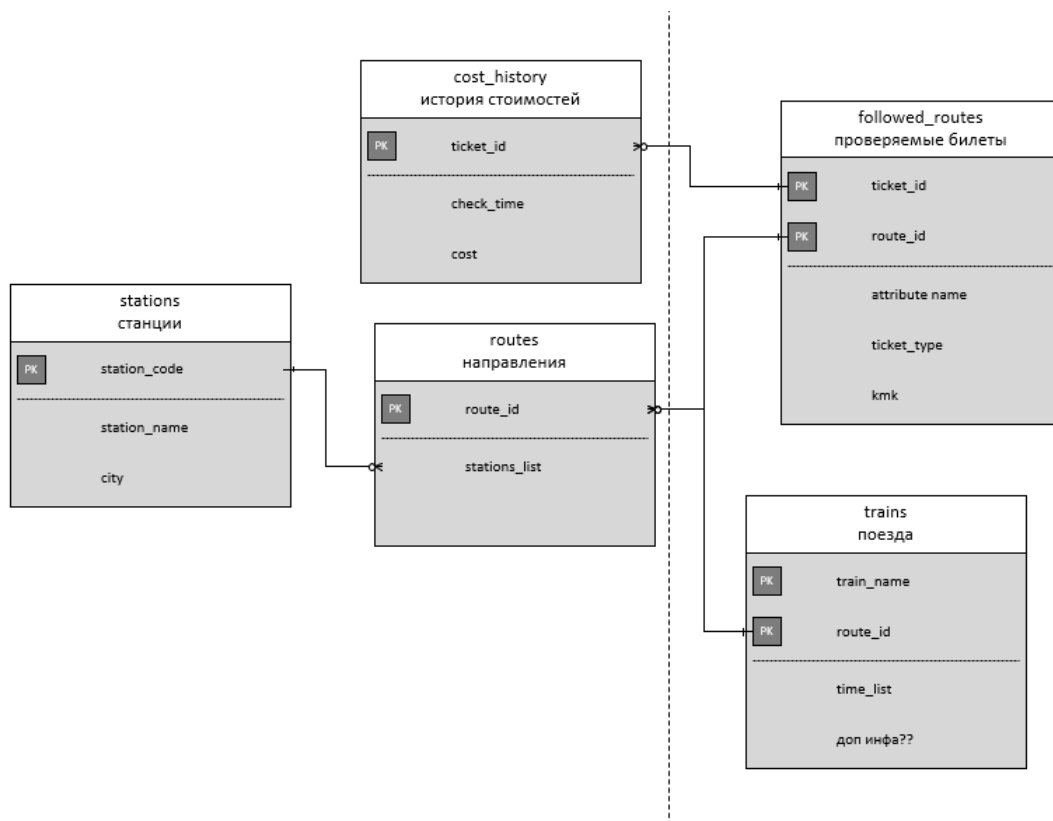 cost_history
история стоимостей
PK ticket_id
check_time
cost
followed_routes
проверяемые билеты
PK ticket_id
PK route_id
attribute name
ticket_type
kmk
stations
станции
PK station_code
station_name
city
routes
направления
PK route_id
stations_list
trains
поезда
PK train_name
PK route_id
time_list
доп инфа??